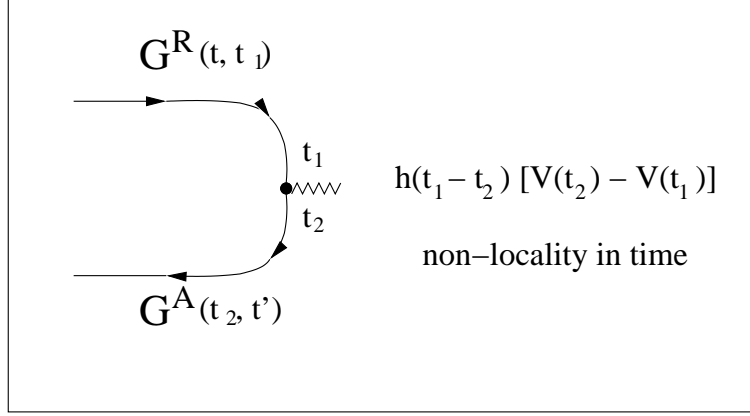 G^R (t, t_1)
t_1
h(t_1 – t_2) [V(t_2) – V(t_1)]
t_2
non–locality in time
G^A (t_2, t')